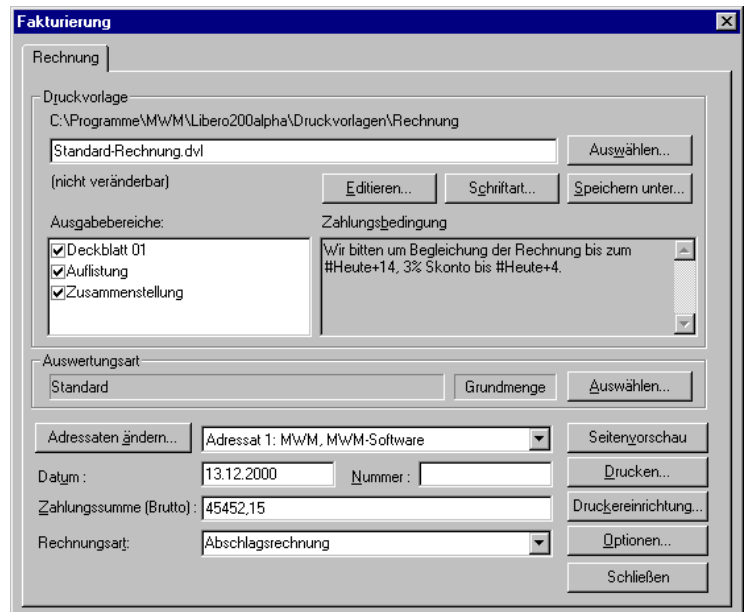 Fakturierung
Rechnung
Druckvorlage
C:\Programme\MWM\Libero200alpha\Druckvorlagen\Rechnung
Standard-Rechnung.dvl
Auswählen...
(nicht veränderbar)
Editieren...
Schriftart...
Speichern unter...
Ausgabebereiche:
Zahlungsbedingung
Deckblatt 01
Auflistung
Zusammenstellung
Wir bitten um Begleichung der Rechnung bis zum
#Heute+14, 3% Skonto bis #Heute+4.
Auswertungsart
Standard
Grundmenge
Auswählen...
Adressaten ändern...
Adressat 1: MWM, MWM-Software
Seitenvorschau
Datum :
13.12.2000
Nummer :
Drucken...
Zahlungssumme (Brutto) :
45452,15
Druckereinrichtung...
Rechnungsart:
Abschlagsrechnung
Optionen...
Schließen